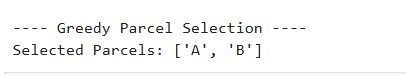 ---- Greedy Parcel Selection ----
Selected Parcels: ['A', 'B']